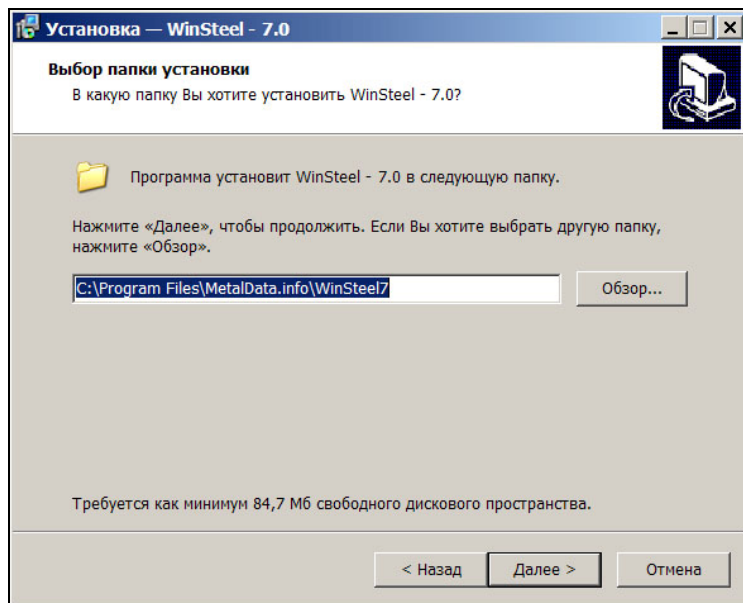 Установка — WinSteel - 7.0
Выбор папки установки
В какую папку Вы хотите установить WinSteel - 7.0?
Программа установит WinSteel - 7.0 в следующую папку.
Нажмите «Далее», чтобы продолжить. Если Вы хотите выбрать другую папку,
нажмите «Обзор».
C:\Program Files\MetalData.info\WinSteel7
Обзор...
Требуется как минимум 84,7 Мб свободного дискового пространства.
< Назад
Далее >
Отмена